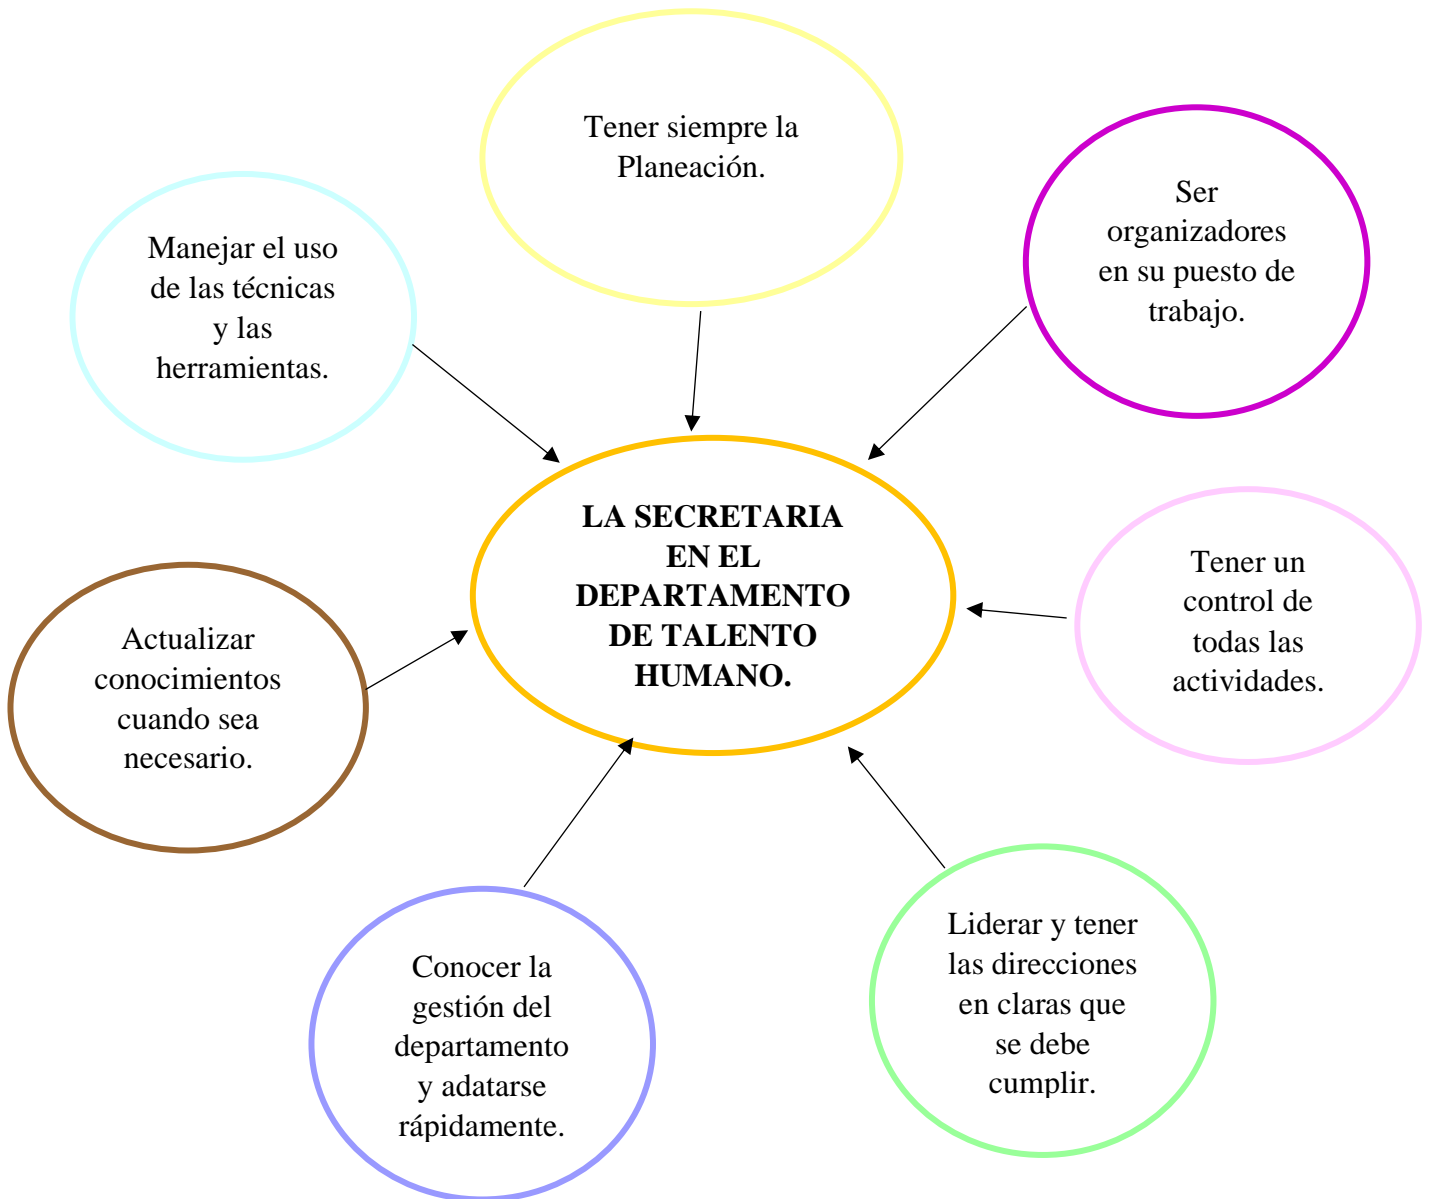 Tener siempre la
Planeación.
Ser
organizadores
en su puesto de
trabajo.
Manejar el uso
de las técnicas
y las
herramientas.
LA SECRETARIA
EN EL
DEPARTAMENTO
DE TALENTO
HUMANO.
Tener un
control de
todas las
actividades.
Actualizar
conocimientos
cuando sea
necesario.
Liderar y tener
las direcciones
en claras que
se debe
cumplir.
Conocer la
gestión del
departamento
y adatarse
rápidamente.